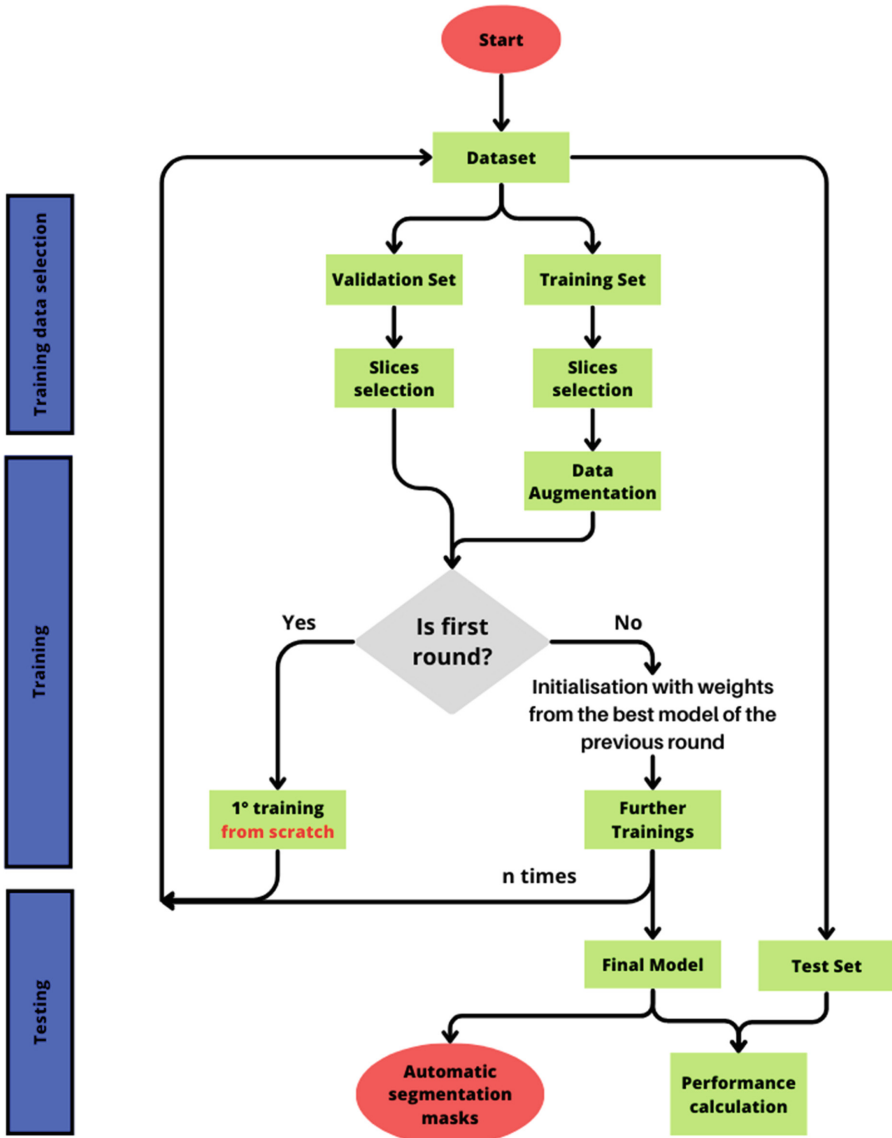 Start
Dataset
Training data selection
Validation Set
Training Set
Slices
selection
Slices
selection
Data
Augmentation
Training
Is first
round?
Yes
No
Initialisation with weights
from the best model of the
previous round
1° training
from scratch
Further
Trainings
n times
Testing
Final Model
Test Set
Automatic
segmentation
masks
Performance
calculation